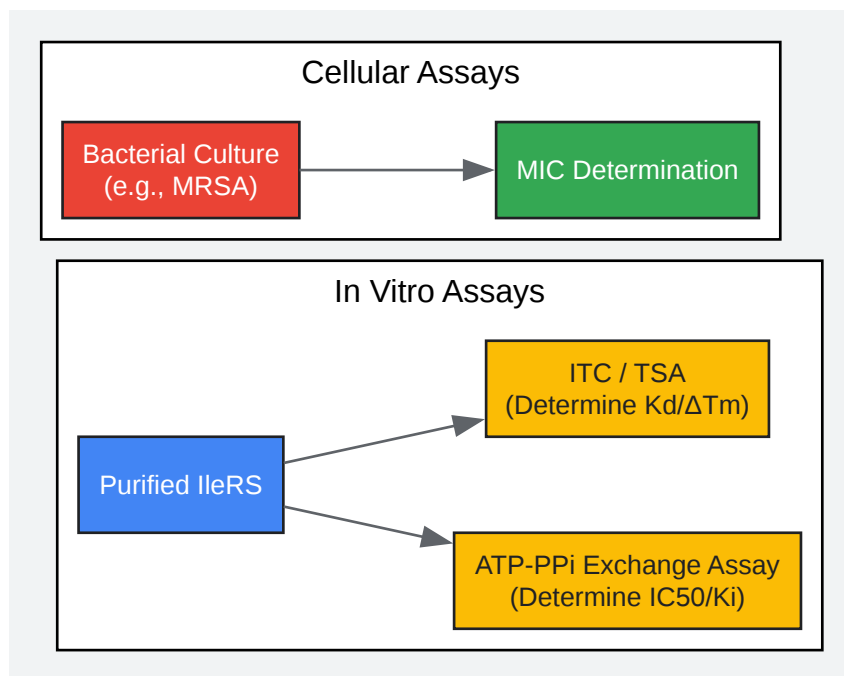 Cellular Assays
Bacterial Culture
(e.g., MRSA)
MIC Determination
In Vitro Assays
ITC / TSA
(Determine Kd/ΔTm)
Purified IleRS
ATP-PPi Exchange Assay
(Determine IC50/Ki)